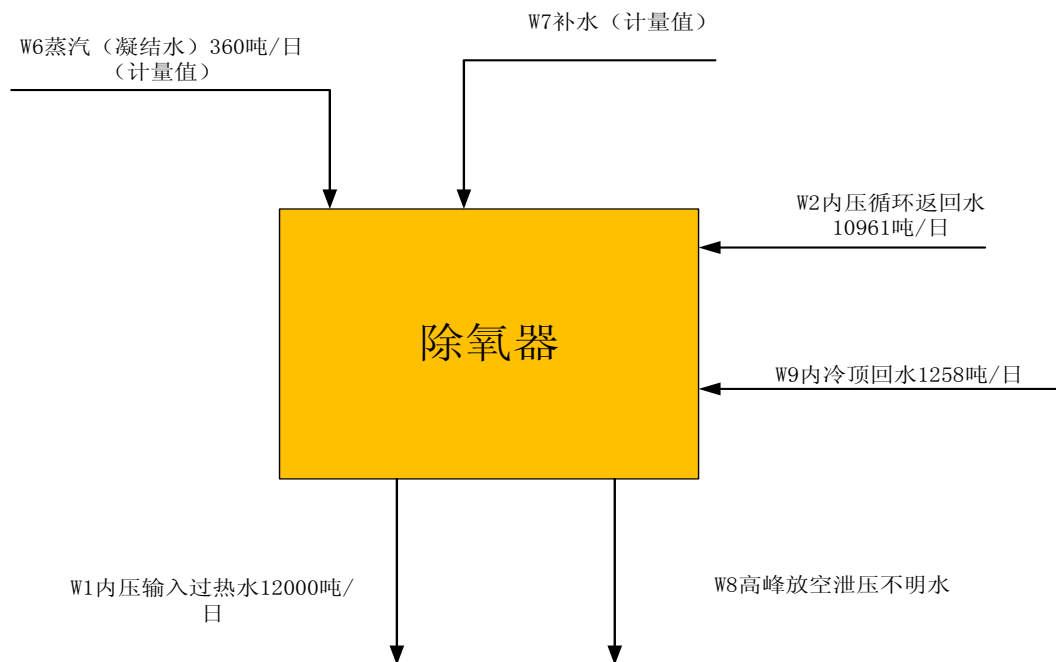 W7补水（计量值）
W6蒸汽（凝结水）360吨/日
（计量值）
W2内压循环返回水
10961吨/日
除氧器
W9内冷顶回水1258吨/日
W1内压输入过热水12000吨/
日
W8高峰放空泄压不明水